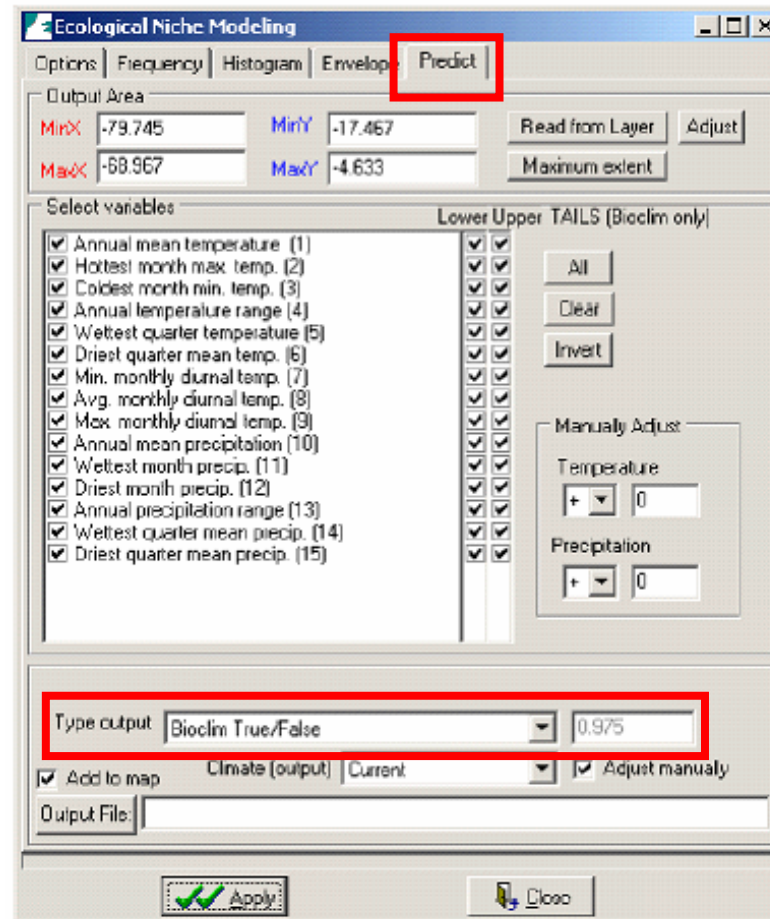 Ecological Niche Modeling
Options Frequency Histogram Envelope Predict
Output Area
MinX -79.745 MinY -17.467 Read from Layer Adjust
MaxX -68.967 MaxY -4.633 Maximum extent
Select variables Lower Upper TAILS (Bioclim only)
Annual mean temperature (1)
Hottest month max. temp. (2)
Coldest month min. temp. (3)
Annual temperature range (4)
Wettest quarter temperature (5)
Driest quarter mean temp. (6)
Min. monthly diurnal temp. (7)
Avg. monthly diurnal temp. (8)
Max. monthly diurnal temp. (9)
Annual mean precipitation (10)
Wettest month precip. (11)
Driest month precip. (12)
Annual precipitation range (13)
Wettest quarter mean precip. (14)
Driest quarter mean precip. (15)
All
Clear
Invert
Manually Adjust
Temperature
+ 0
Precipitation
+ 0
Type output Bioclim True/False 0.975
Add to map Climate (output) Current Adjust manualy
Output File:
Apply Close